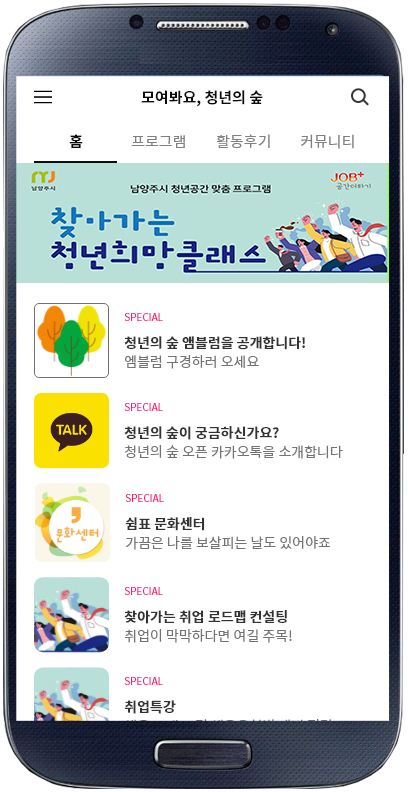 모여봐요, 청년의 숲
홈 프로그램 활동후기 커뮤니티
남양주시
남양주시 청년공간 맞춤 프로그램
JOB+
공간이하기
찾아가는
청년희망클래스
SPECIAL
청년의 숲 앰블럼을 공개합니다!
엠블럼 구경하러 오세요
TALK
SPECIAL
청년의 숲이 궁금하신가요?
청년의 숲 오픈 카카오톡을 소개합니다
문화센터
SPECIAL
쉼표 문화센터
가끔은 나를 보살피는 날도 있어야죠
SPECIAL
찾아가는 취업 로드맵 컨설팅
취업이 막막하다면 여길 주목!
SPECIAL
취업특강